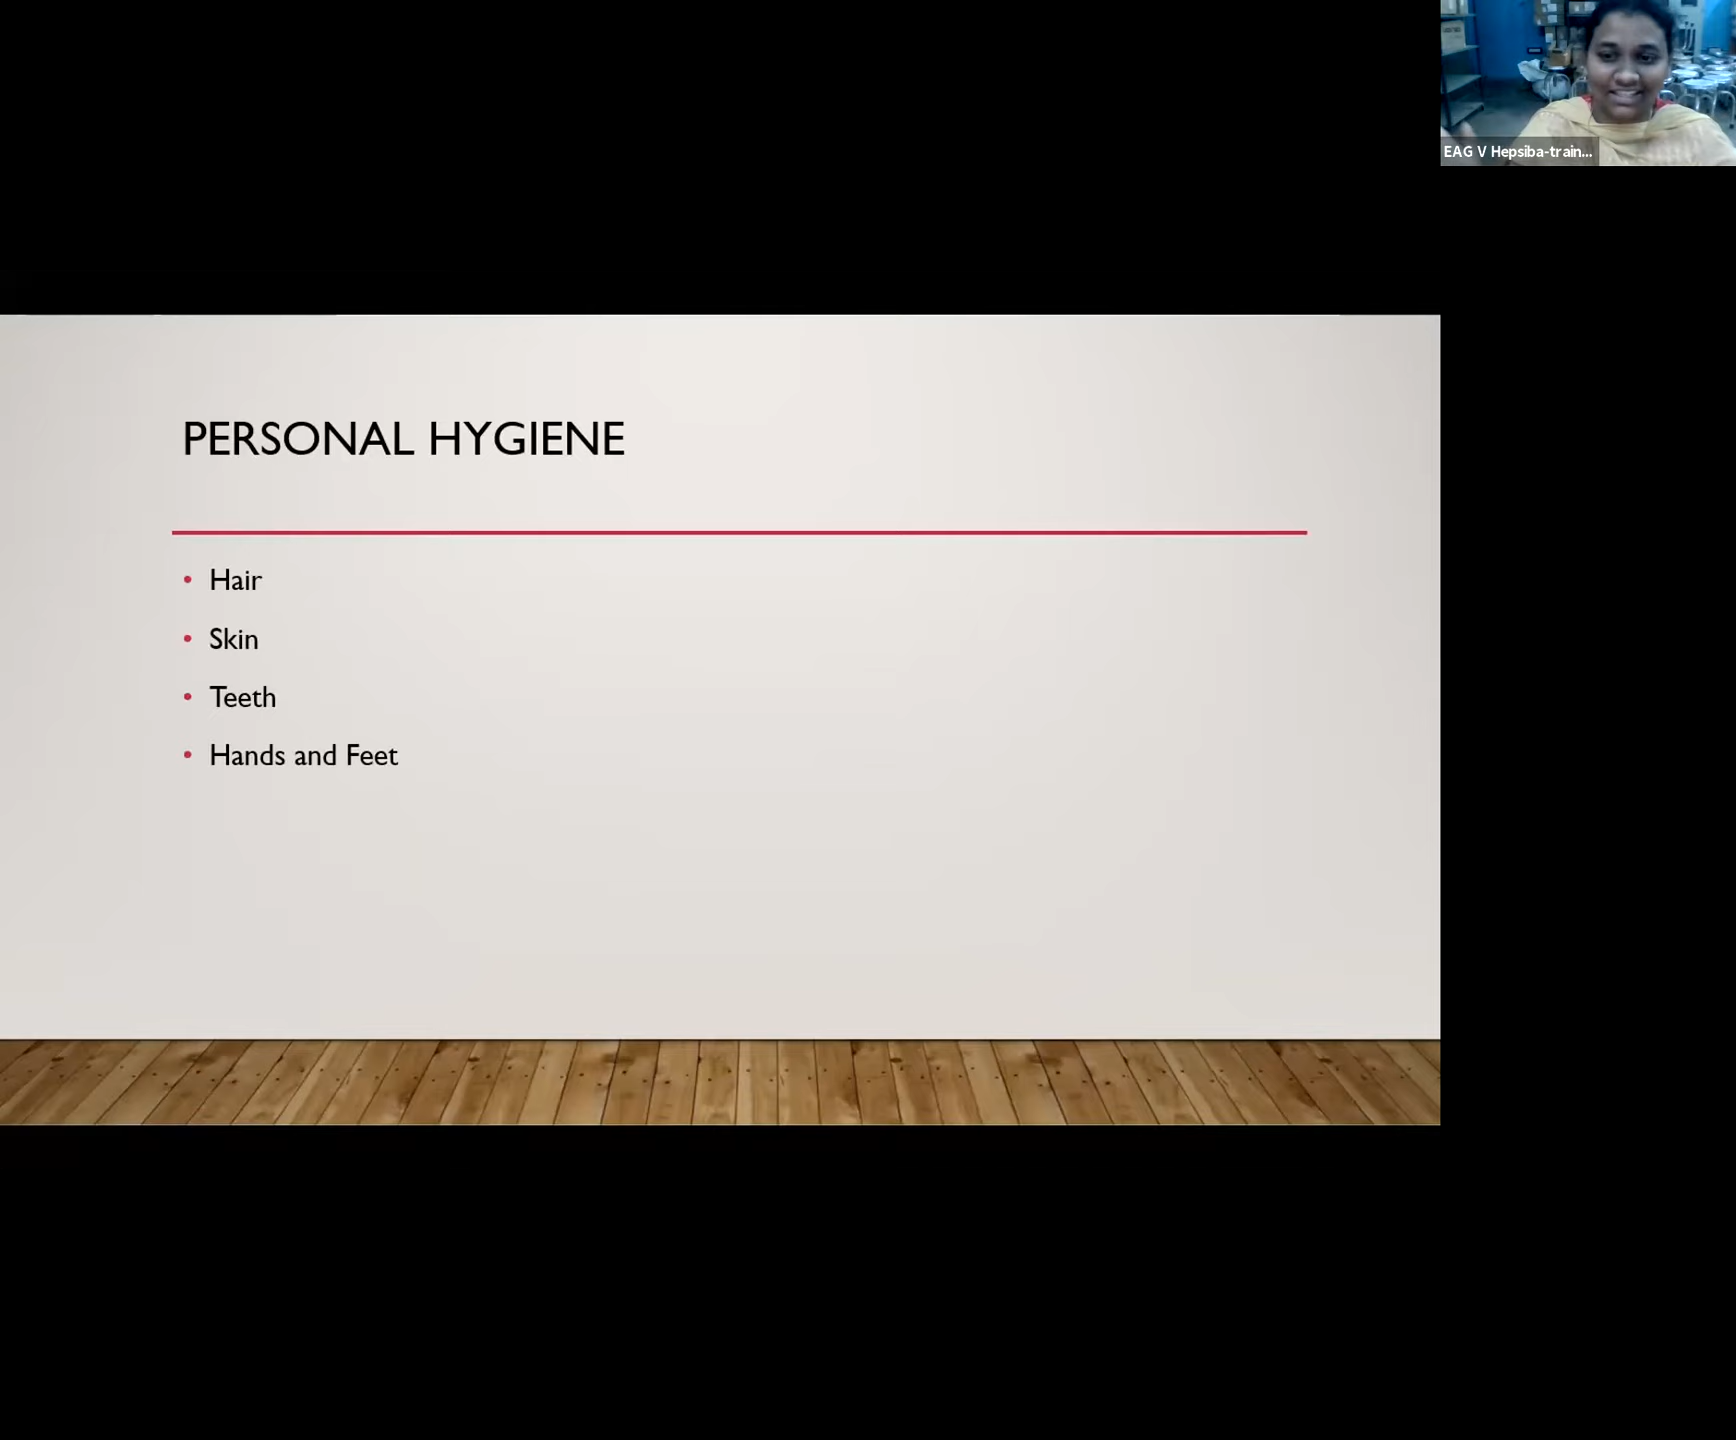 EAG V Hepsiba-train...
PERSONAL HYGIENE
• Hair
• Skin
• Teeth
• Hands and Feet